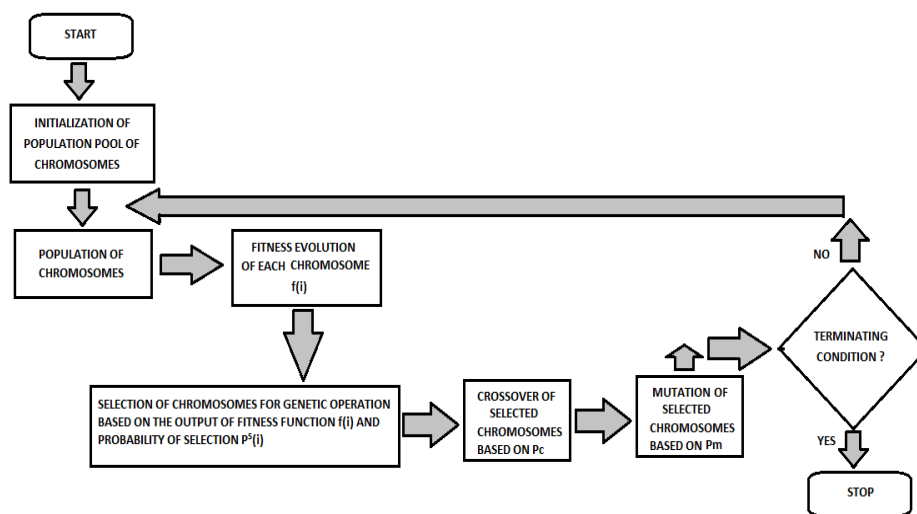 START
INITIALIZATION OF
POPULATION POOL OF
CHROMOSOMES
POPULATION OF
CHROMOSOMES
FITNESS EVOLUTION
OF EACH CHROMOSOME
f(i)
SELECTION OF CHROMOSOMES FOR GENETIC OPERATION
BASED ON THE OUTPUT OF FITNESS FUNCTION f(i) AND
PROBABILITY OF SELECTION Pˢ(i)
CROSSOVER OF
SELECTED
CHROMOSOMES
BASED ON Pc
MUTATION OF
SELECTED
CHROMOSOMES
BASED ON Pm
TERMINATING
CONDITION ?
NO
YES
STOP